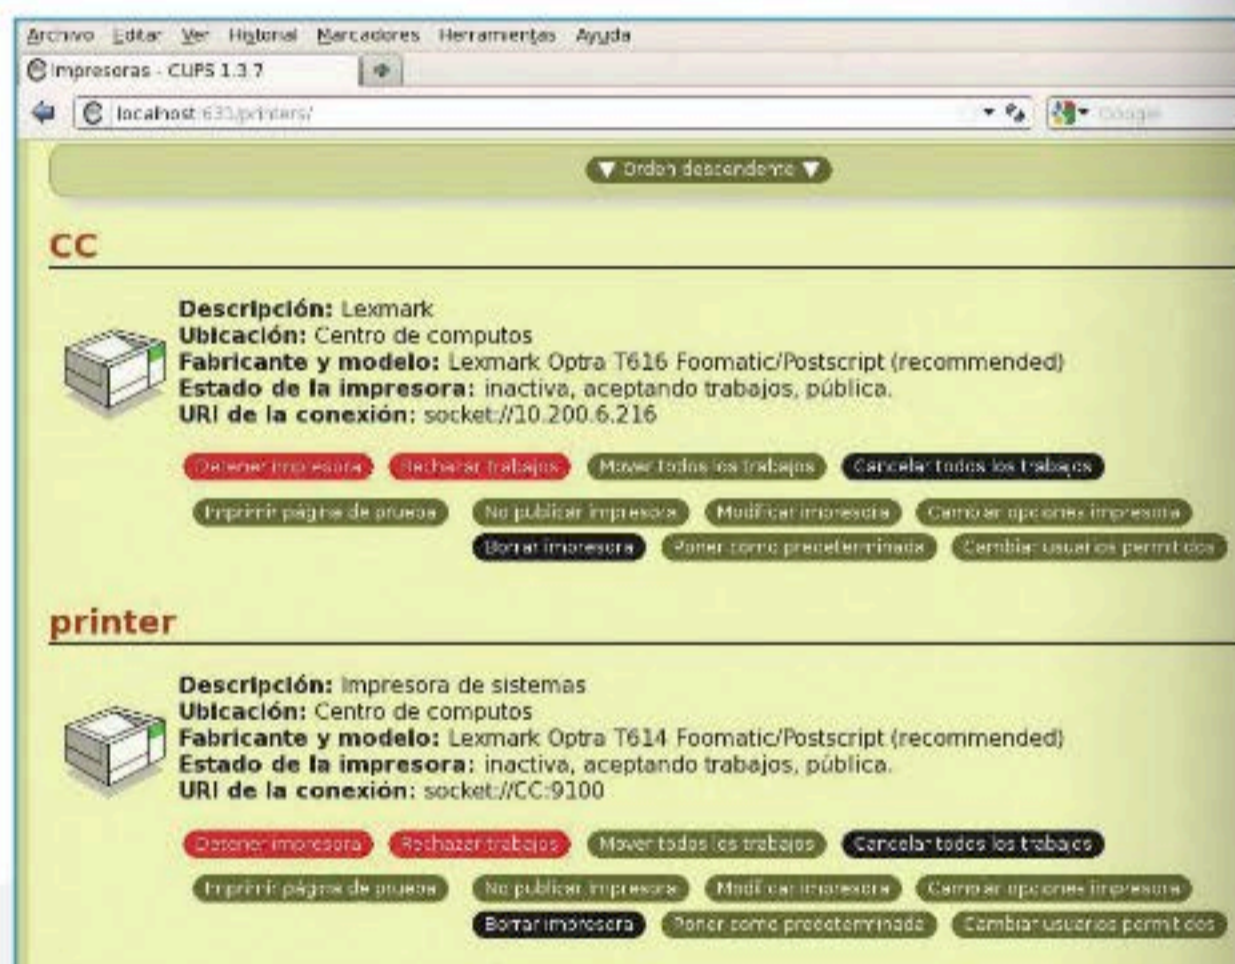 Archivo Editar Ver Historial Marcadores Herramientas Ayuda
Impresoras - CUPS 1.3.7
localhost:631/printers/
Google
▼ Orden descendente ▼
CC
Descripción: Lexmark
Ubicación: Centro de computos
Fabricante y modelo: Lexmark Optra T616 Foomatic/Postscript (recommended)
Estado de la impresora: inactiva, aceptando trabajos, pública.
URI de la conexión: socket://10.200.6.216
Detener impresora Rechazar trabajos Mover todos los trabajos Cancelar todos los trabajos
Imprimir página de prueba No publicar impresora Modificar impresora Cambiar opciones impresora
Borrar impresora Poner como predeterminada Cambiar usuarios permitidos
printer
Descripción: Impresora de sistemas
Ubicación: Centro de computos
Fabricante y modelo: Lexmark Optra T614 Foomatic/Postscript (recommended)
Estado de la impresora: inactiva, aceptando trabajos, pública.
URI de la conexión: socket://CC:9100
Detener impresora Rechazar trabajos Mover todos los trabajos Cancelar todos los trabajos
Imprimir página de prueba No publicar impresora Modificar impresora Cambiar opciones impresora
Borrar impresora Poner como predeterminada Cambiar usuarios permitidos